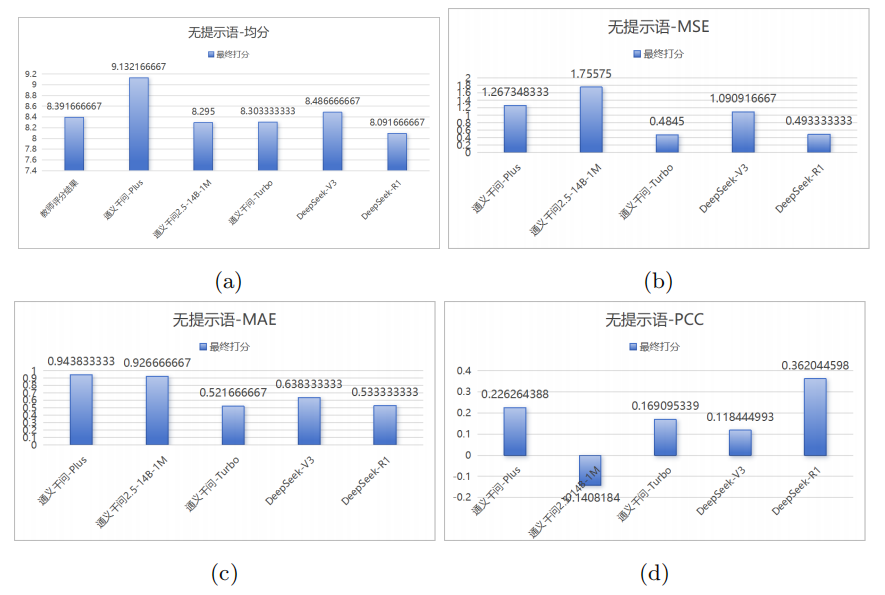 无提示语-均分
最终打分
9.2
9
8.8
8.6
8.4
8.2
8
7.8
7.6
7.4
8.391666667
9.132166667
8.295
8.303333333
8.486666667
8.091666667
教师评分结果
通义千问-Plus
通义千问2.5-14B-1M
通义千问-Turbo
DeepSeek-V3
DeepSeek-R1
(a)
无提示语-MSE
最终打分
2
1.8
1.6
1.4
1.2
1
0.8
0.6
0.4
0.2
0
1.267348333
1.75575
0.4845
1.090916667
0.493333333
通义千问-Plus
通义千问2.5-14B-1M
通义千问-Turbo
DeepSeek-V3
DeepSeek-R1
(b)
无提示语-MAE
最终打分
1
0.9
0.8
0.7
0.6
0.5
0.4
0.3
0.2
0.1
0
0.943833333
0.926666667
0.521666667
0.638333333
0.533333333
通义千问-Plus
通义千问2.5-14B-1M
通义千问-Turbo
DeepSeek-V3
DeepSeek-R1
(c)
无提示语-PCC
最终打分
0.4
0.3
0.2
0.1
0
-0.1
-0.2
0.226264388
-0.1408184
0.169095339
0.118444993
0.362044598
通义千问-Plus
通义千问2.5-14B-1M
通义千问-Turbo
DeepSeek-V3
DeepSeek-R1
(d)